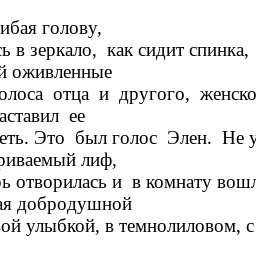 ибая голову,
ь в зеркало, как сидит спинка,
й оживленные
олоса отца и другого, женско
аставил ее
еть. Это был голос Элен. Не у
риваемый лиф,
рь отворилась и в комнату вошл
ая добродушной
ой улыбкой, в темнолиловом, с